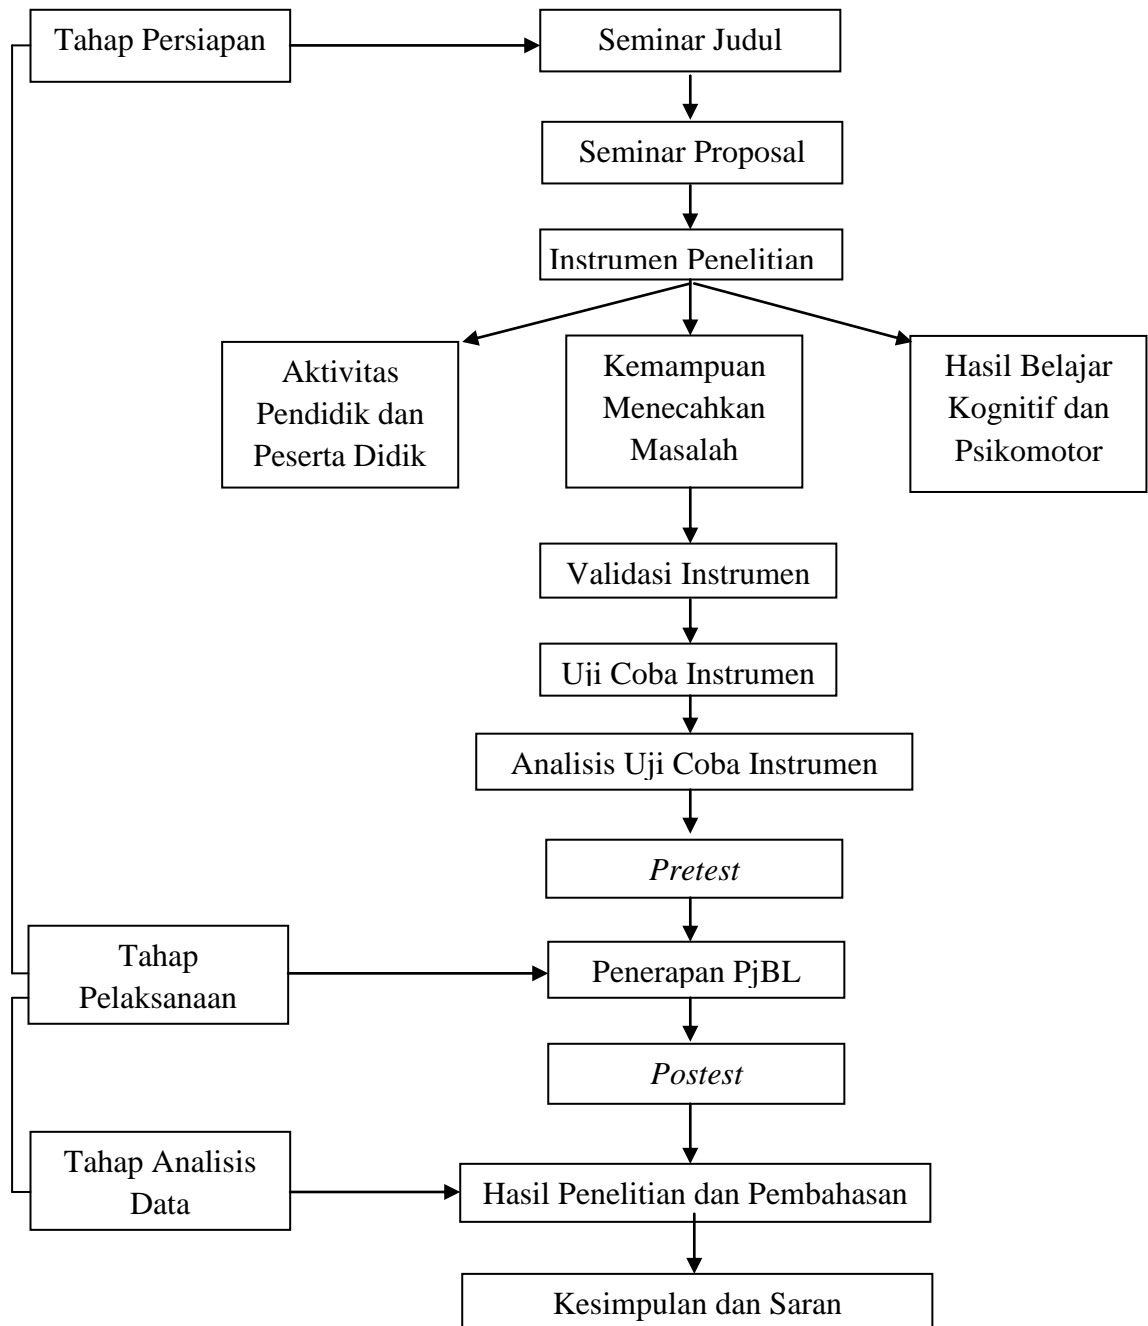 Tahap Persiapan
Seminar Judul
Seminar Proposal
Instrumen Penelitian
Aktivitas
Pendidik dan
Peserta Didik
Kemampuan
Menecahkan
Masalah
Hasil Belajar
Kognitif dan
Psikomotor
Validasi Instrumen
Uji Coba Instrumen
Analisis Uji Coba Instrumen
Pretest
Tahap
Pelaksanaan
Penerapan PjBL
Postest
Tahap Analisis
Data
Hasil Penelitian dan Pembahasan
Kesimpulan dan Saran